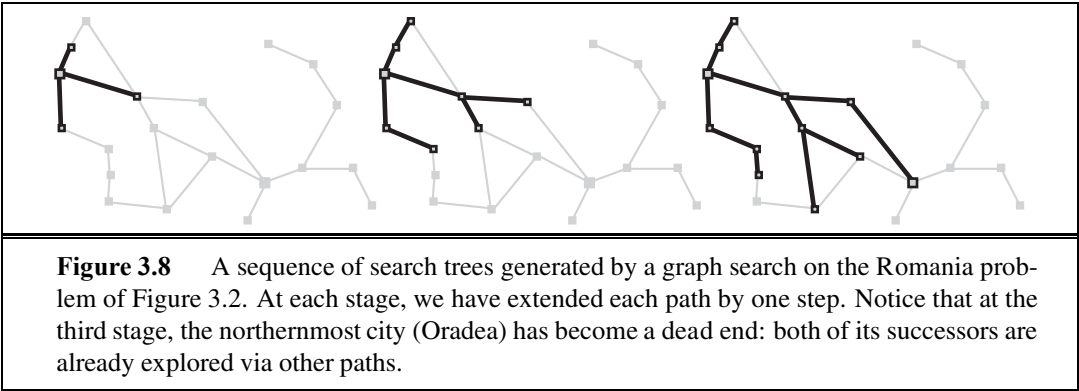 Figure 3.8 A sequence of search trees generated by a graph search on the Romania prob-
lem of Figure 3.2. At each stage, we have extended each path by one step. Notice that at the
third stage, the northernmost city (Oradea) has become a dead end: both of its successors are
already explored via other paths.